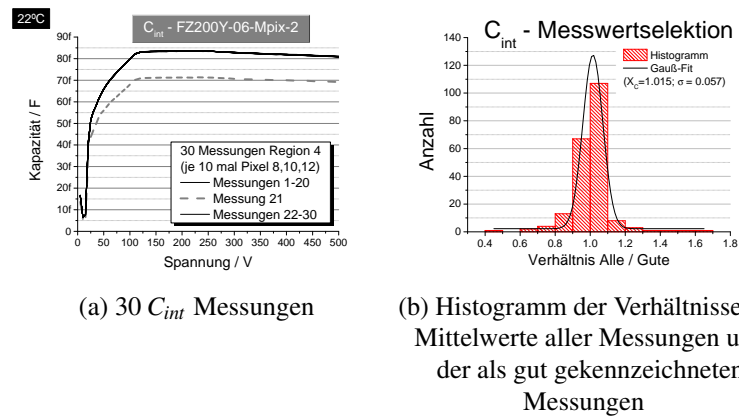 22ºC
C_int - FZ200Y-06-Mpix-2
90f
80f
70f
60f
50f
40f
30f
20f
10f
0
Kapazität / F
30 Messungen Region 4
(je 10 mal Pixel 8,10,12)
Messungen 1-20
Messung 21
Messungen 22-30
0 50 100 150 200 250 300 350 400 450 500
Spannung / V
(a) 30 C_int Messungen
C_int - Messwertselektion
140
120
100
80
60
40
20
0
Anzahl
Histogramm
Gauß-Fit
(X_C=1.015; σ = 0.057)
0.4 0.6 0.8 1.0 1.2 1.4 1.6 1.8
Verhältnis Alle / Gute
(b) Histogramm der Verhältnisse
Mittelwerte aller Messungen u
der als gut gekennzeichneten
Messungen